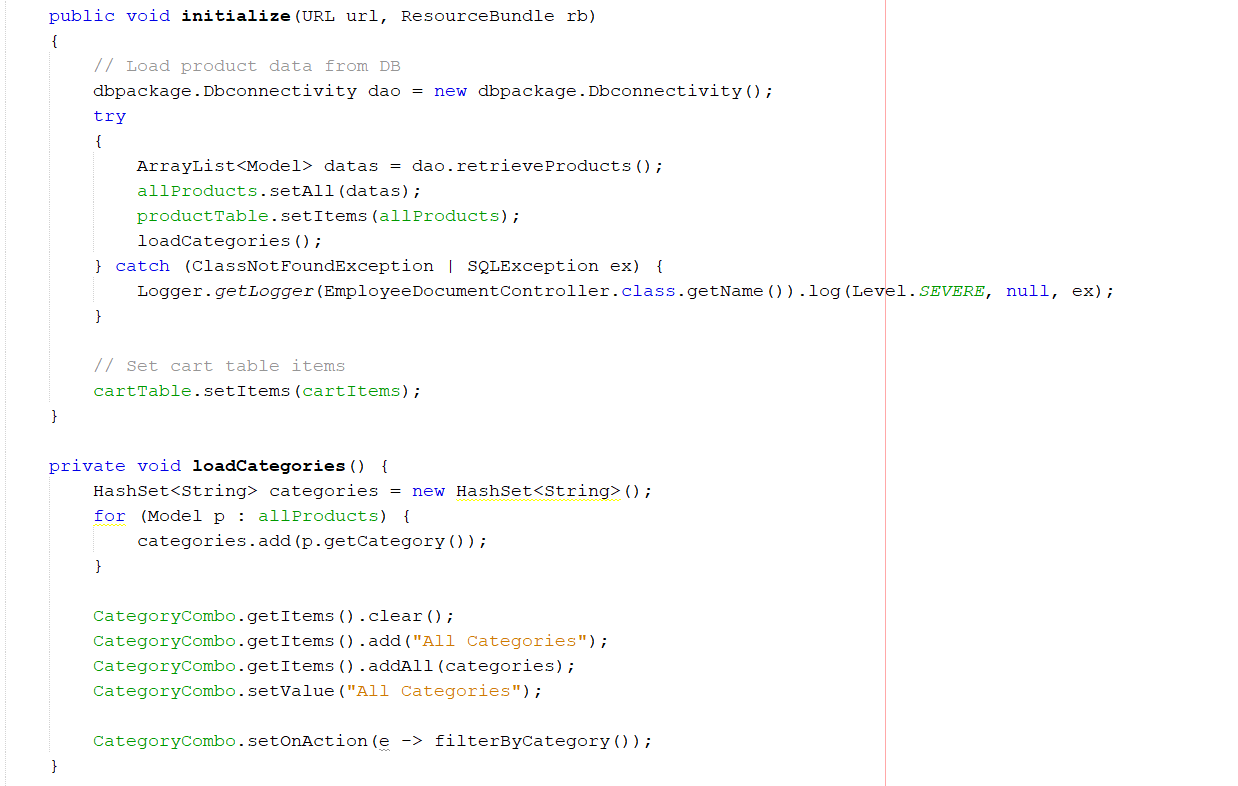 public void initialize(URL url, ResourceBundle rb)
{
// Load product data from DB
dbpackage.Dbconnectivity dao = new dbpackage.Dbconnectivity();
try
{
ArrayList<Model> datas = dao.retrieveProducts();
allProducts.setAll(datas);
productTable.setItems(allProducts);
loadCategories();
} catch (ClassNotFoundException | SQLException ex) {
Logger.getLogger(EmployeeDocumentController.class.getName()).log(Level.SEVERE, null, ex);
}
// Set cart table items
cartTable.setItems(cartItems);
}
private void loadCategories() {
HashSet<String> categories = new HashSet<String>();
for (Model p : allProducts) {
categories.add(p.getCategory());
}
CategoryCombo.getItems().clear();
CategoryCombo.getItems().add("All Categories");
CategoryCombo.getItems().addAll(categories);
CategoryCombo.setValue("All Categories");
CategoryCombo.setOnAction(e -> filterByCategory());
}